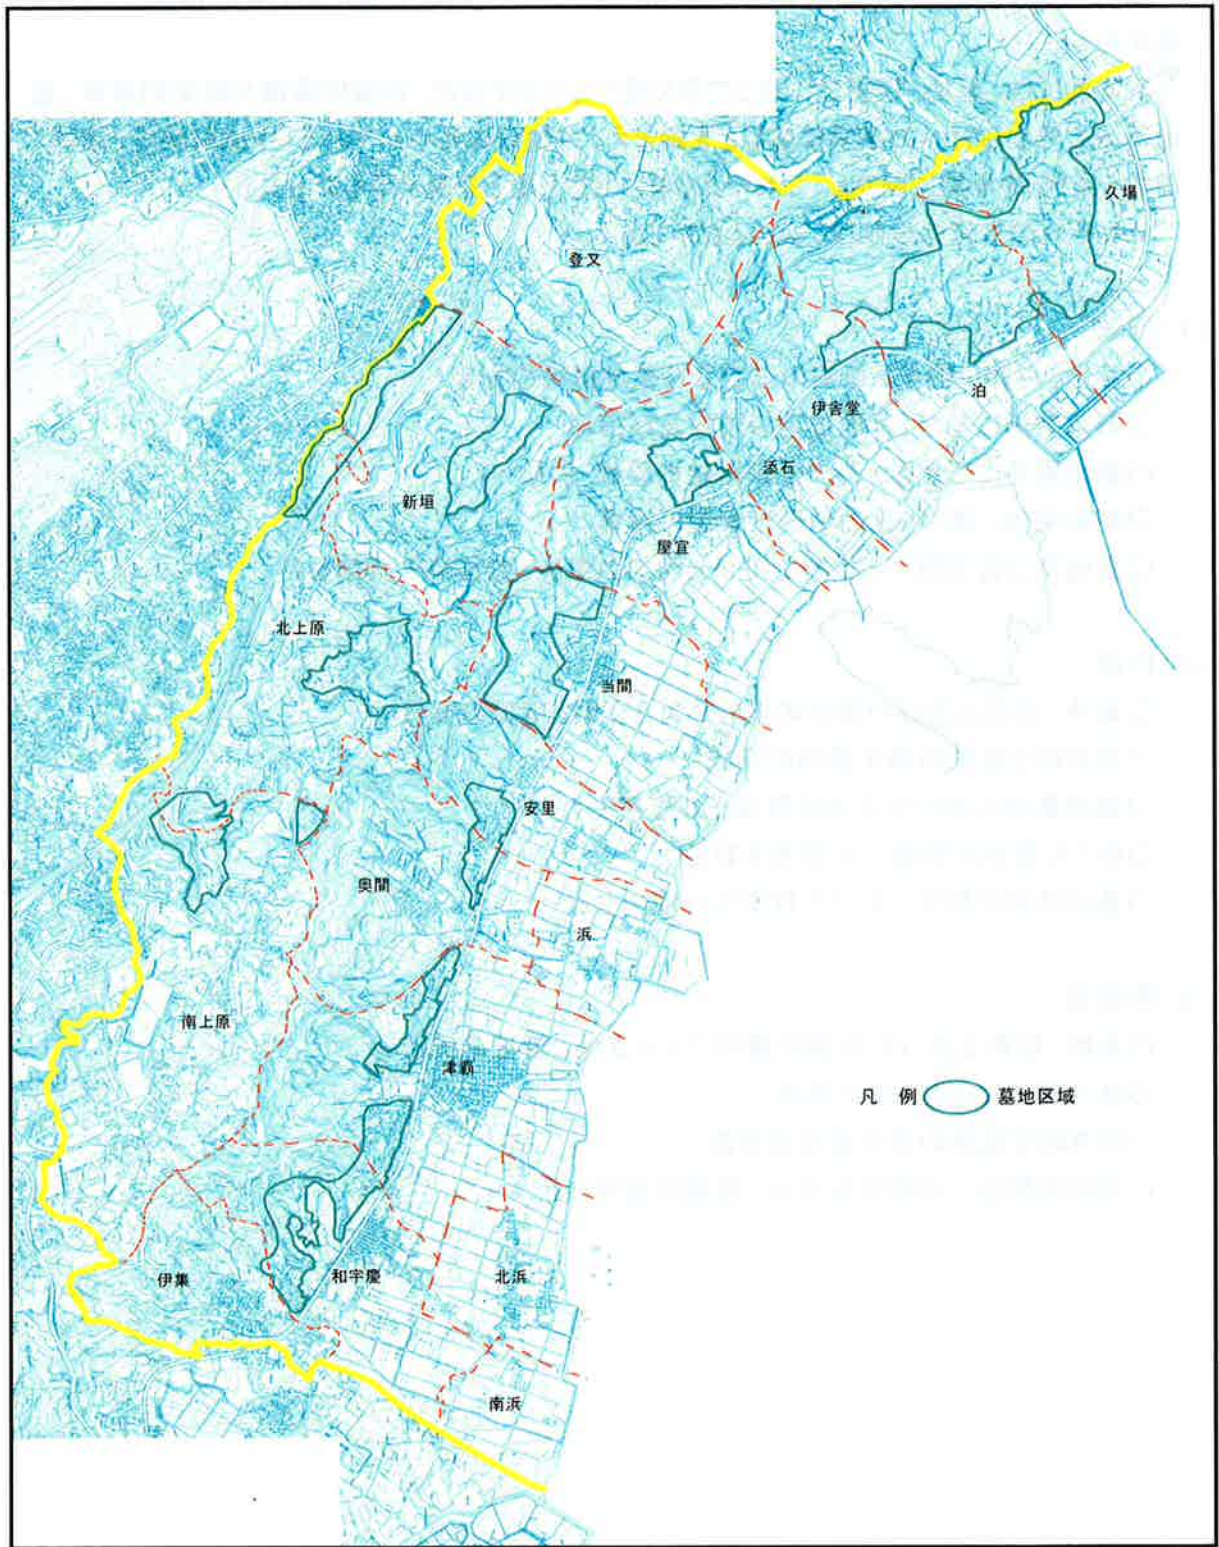 久場
登又
泊
伊舎堂
添石
新垣
屋宜
北上原
当間
安里
奥間
浜
南上原
津覇
凡 例 墓地区域
伊集
和宇慶
北浜
南浜